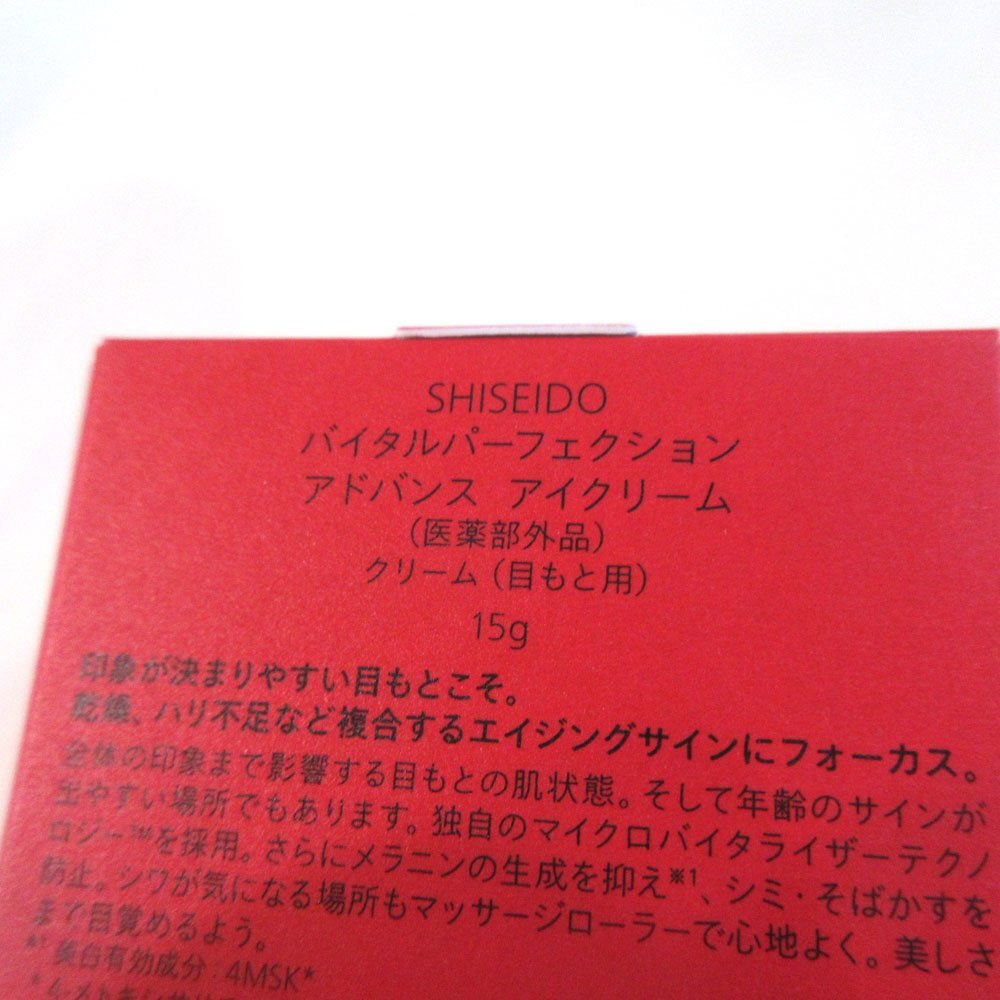 SHISEIDO
バイタルパーフェクション
アドバンス アイクリーム
(医薬部外品)
クリーム(目もと用)
15g
印象が決まりやすい目もとこそ。
乾燥、ハリ不足など複合するエイジングサインにフォーカス。
全体の印象まで影響する目もとの肌状態。そして年齢のサインが
出やすい場所でもあります。独自のマイクロバイタライザーテクノ
ロジー™を採用。さらにメラニンの生成を抑え※1、シミ・そばかすを
防止。シワが気になる場所もマッサージローラーで心地よく。美しさ
まで目覚めるよう。
※1 美白有効成分:4MSK*